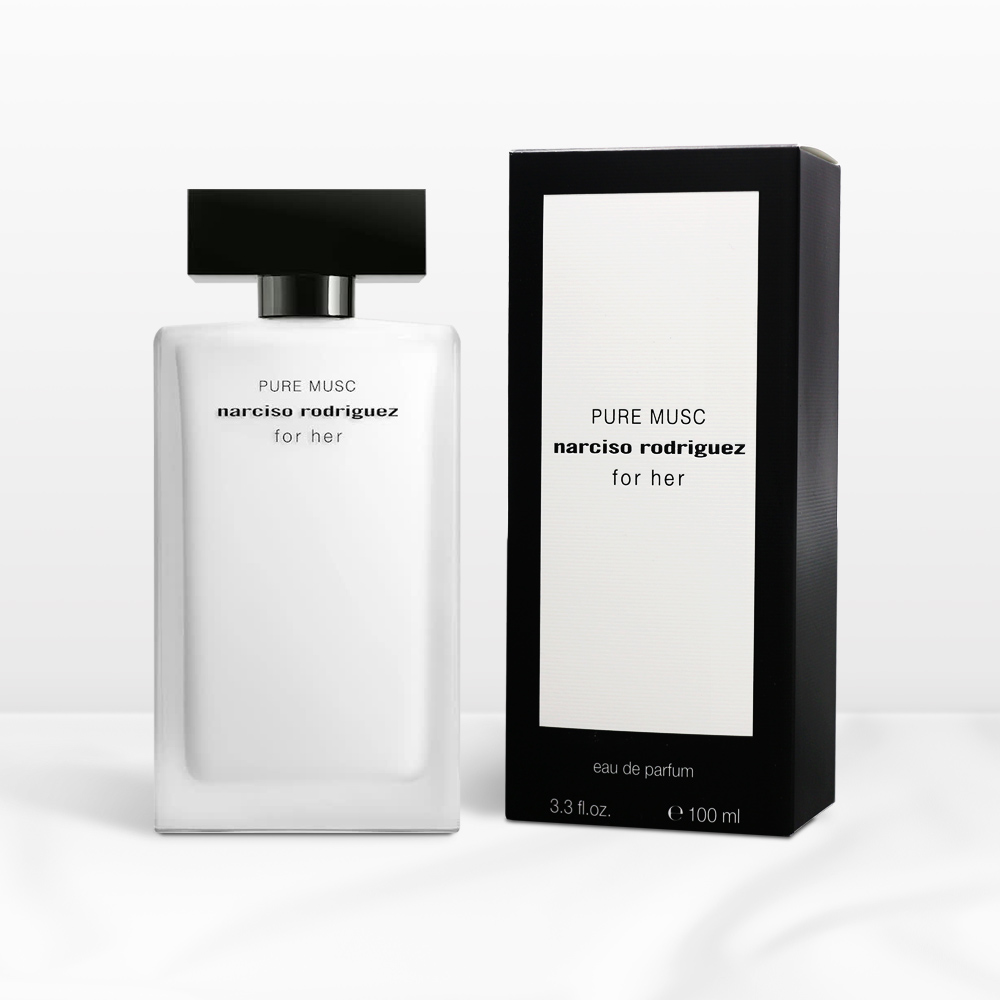 PURE MUSC
narciso rodriguez
for her
PURE MUSC
narciso rodriguez
for her
eau de parfum
3.3 fl.oz. ℮ 100 ml